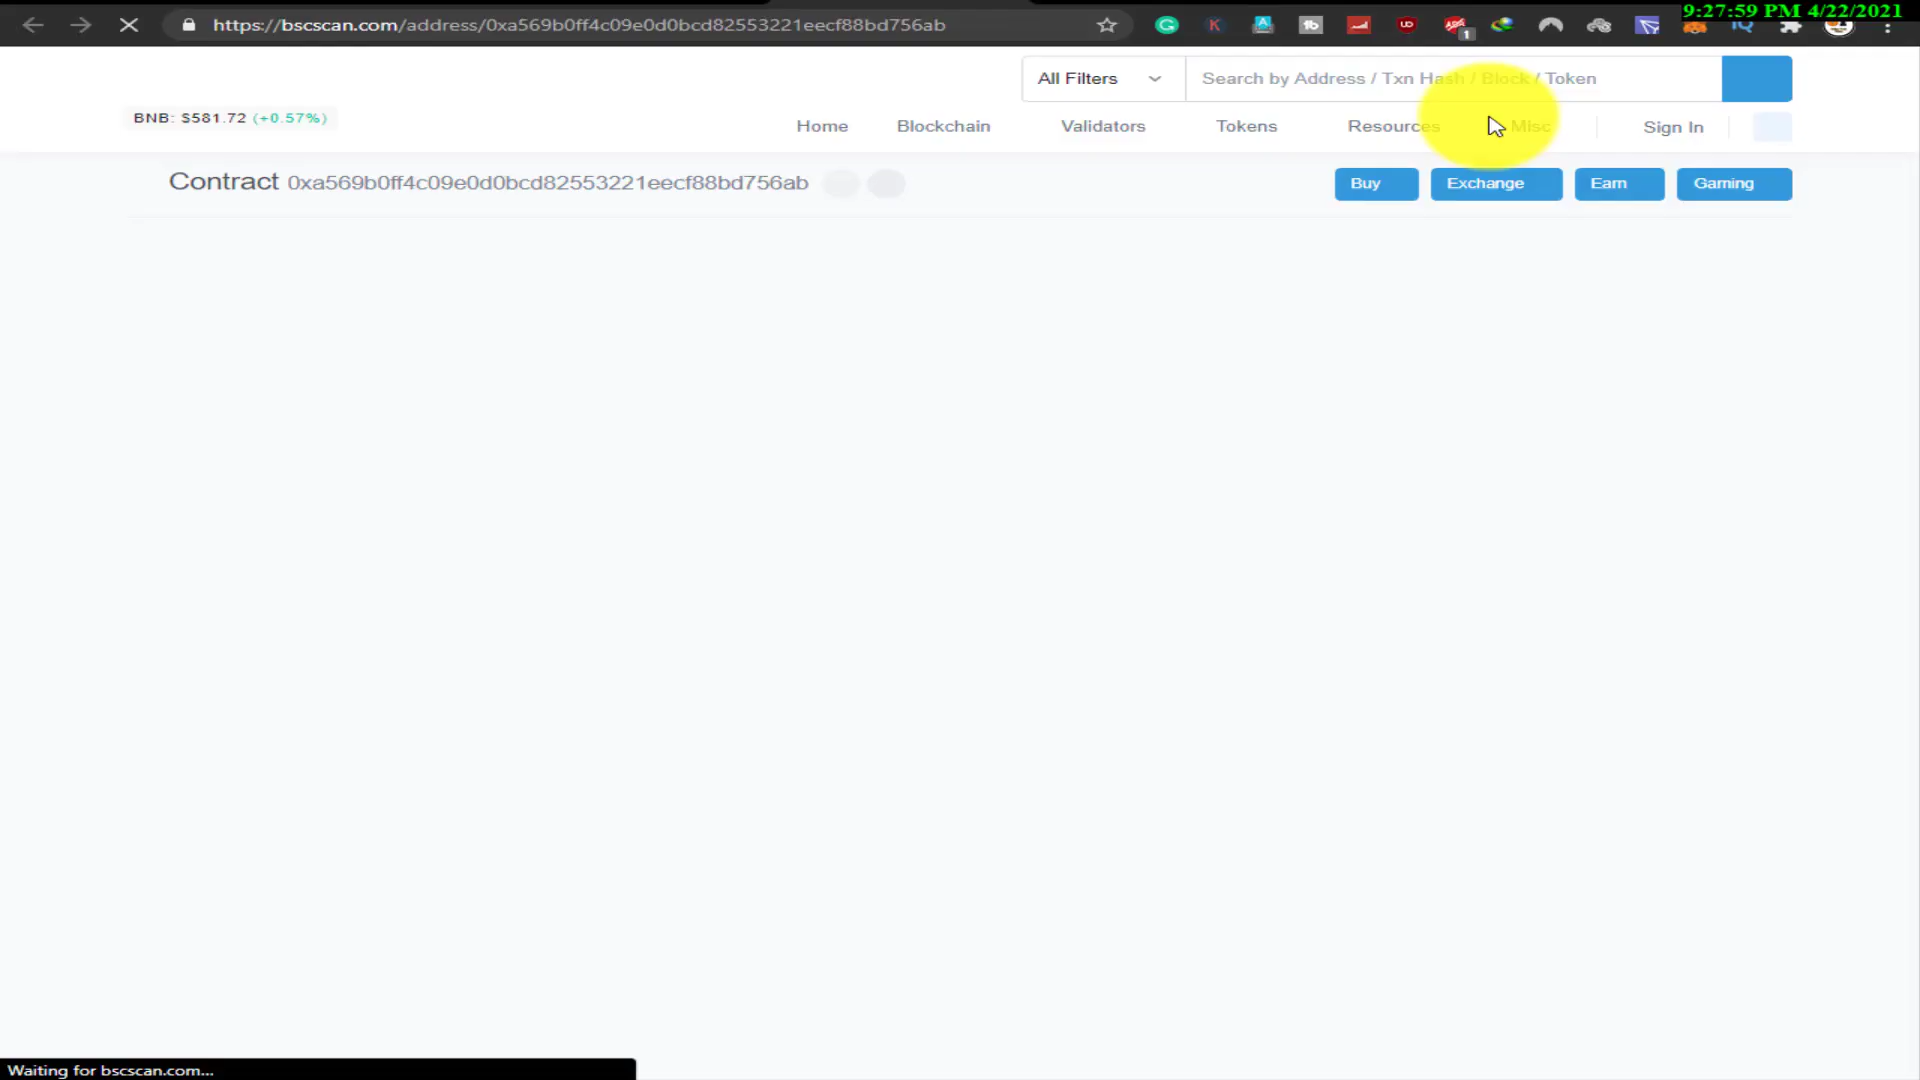 9:27:59 PM 4/22/2021
https://bscscan.com/address/0xa569b0ff4c09e0d0bcd82553221eecf88bd756ab
All Filters
Search by Address / Txn Hash / Block / Token
BNB: $581.72 (+0.57%)
Home Blockchain Validators Tokens Resources Misc Sign In
Contract 0xa569b0ff4c09e0d0bcd82553221eecf88bd756ab
Buy Exchange Earn Gaming
Waiting for bscscan.com...